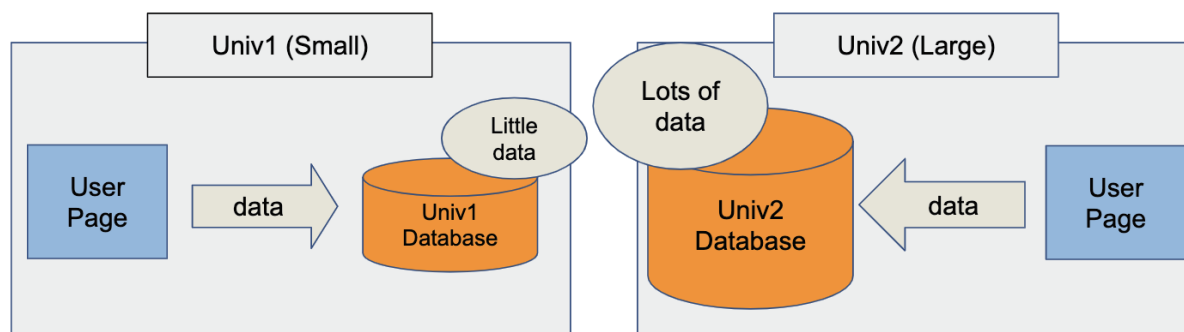 Univ1 (Small)
Univ2 (Large)
Lots of
data
Little
data
User
Page
data
Univ1
Database
Univ2
Database
data
User
Page